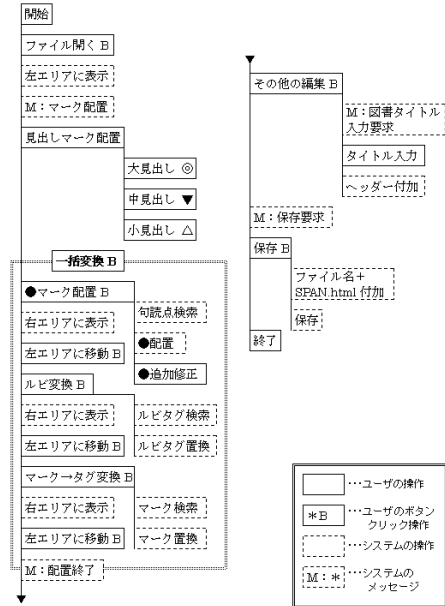 開始
ファイル開く B
左エリアに表示
M：マーク配置
見出しマーク配置
大見出し ◎
中見出し ▼
小見出し △
一括変換 B
●マーク配置 B
句読点検索
右エリアに表示
●配置
左エリアに移動 B
●追加修正
ルビ変換 B
右エリアに表示
ルビタグ検索
左エリアに移動 B
ルビタグ置換
マーク→タグ変換 B
右エリアに表示
マーク検索
左エリアに移動 B
マーク置換
M：配置終了
その他の編集 B
M：図書タイトル
入力要求
タイトル入力
ヘッダー付加
M：保存要求
保存 B
ファイル名＋
SPAN.html 付加
保存
終了
…ユーザの操作
＊B
…ユーザのボタン
クリック操作
…システムの操作
M：＊
…システムの
メッセージ